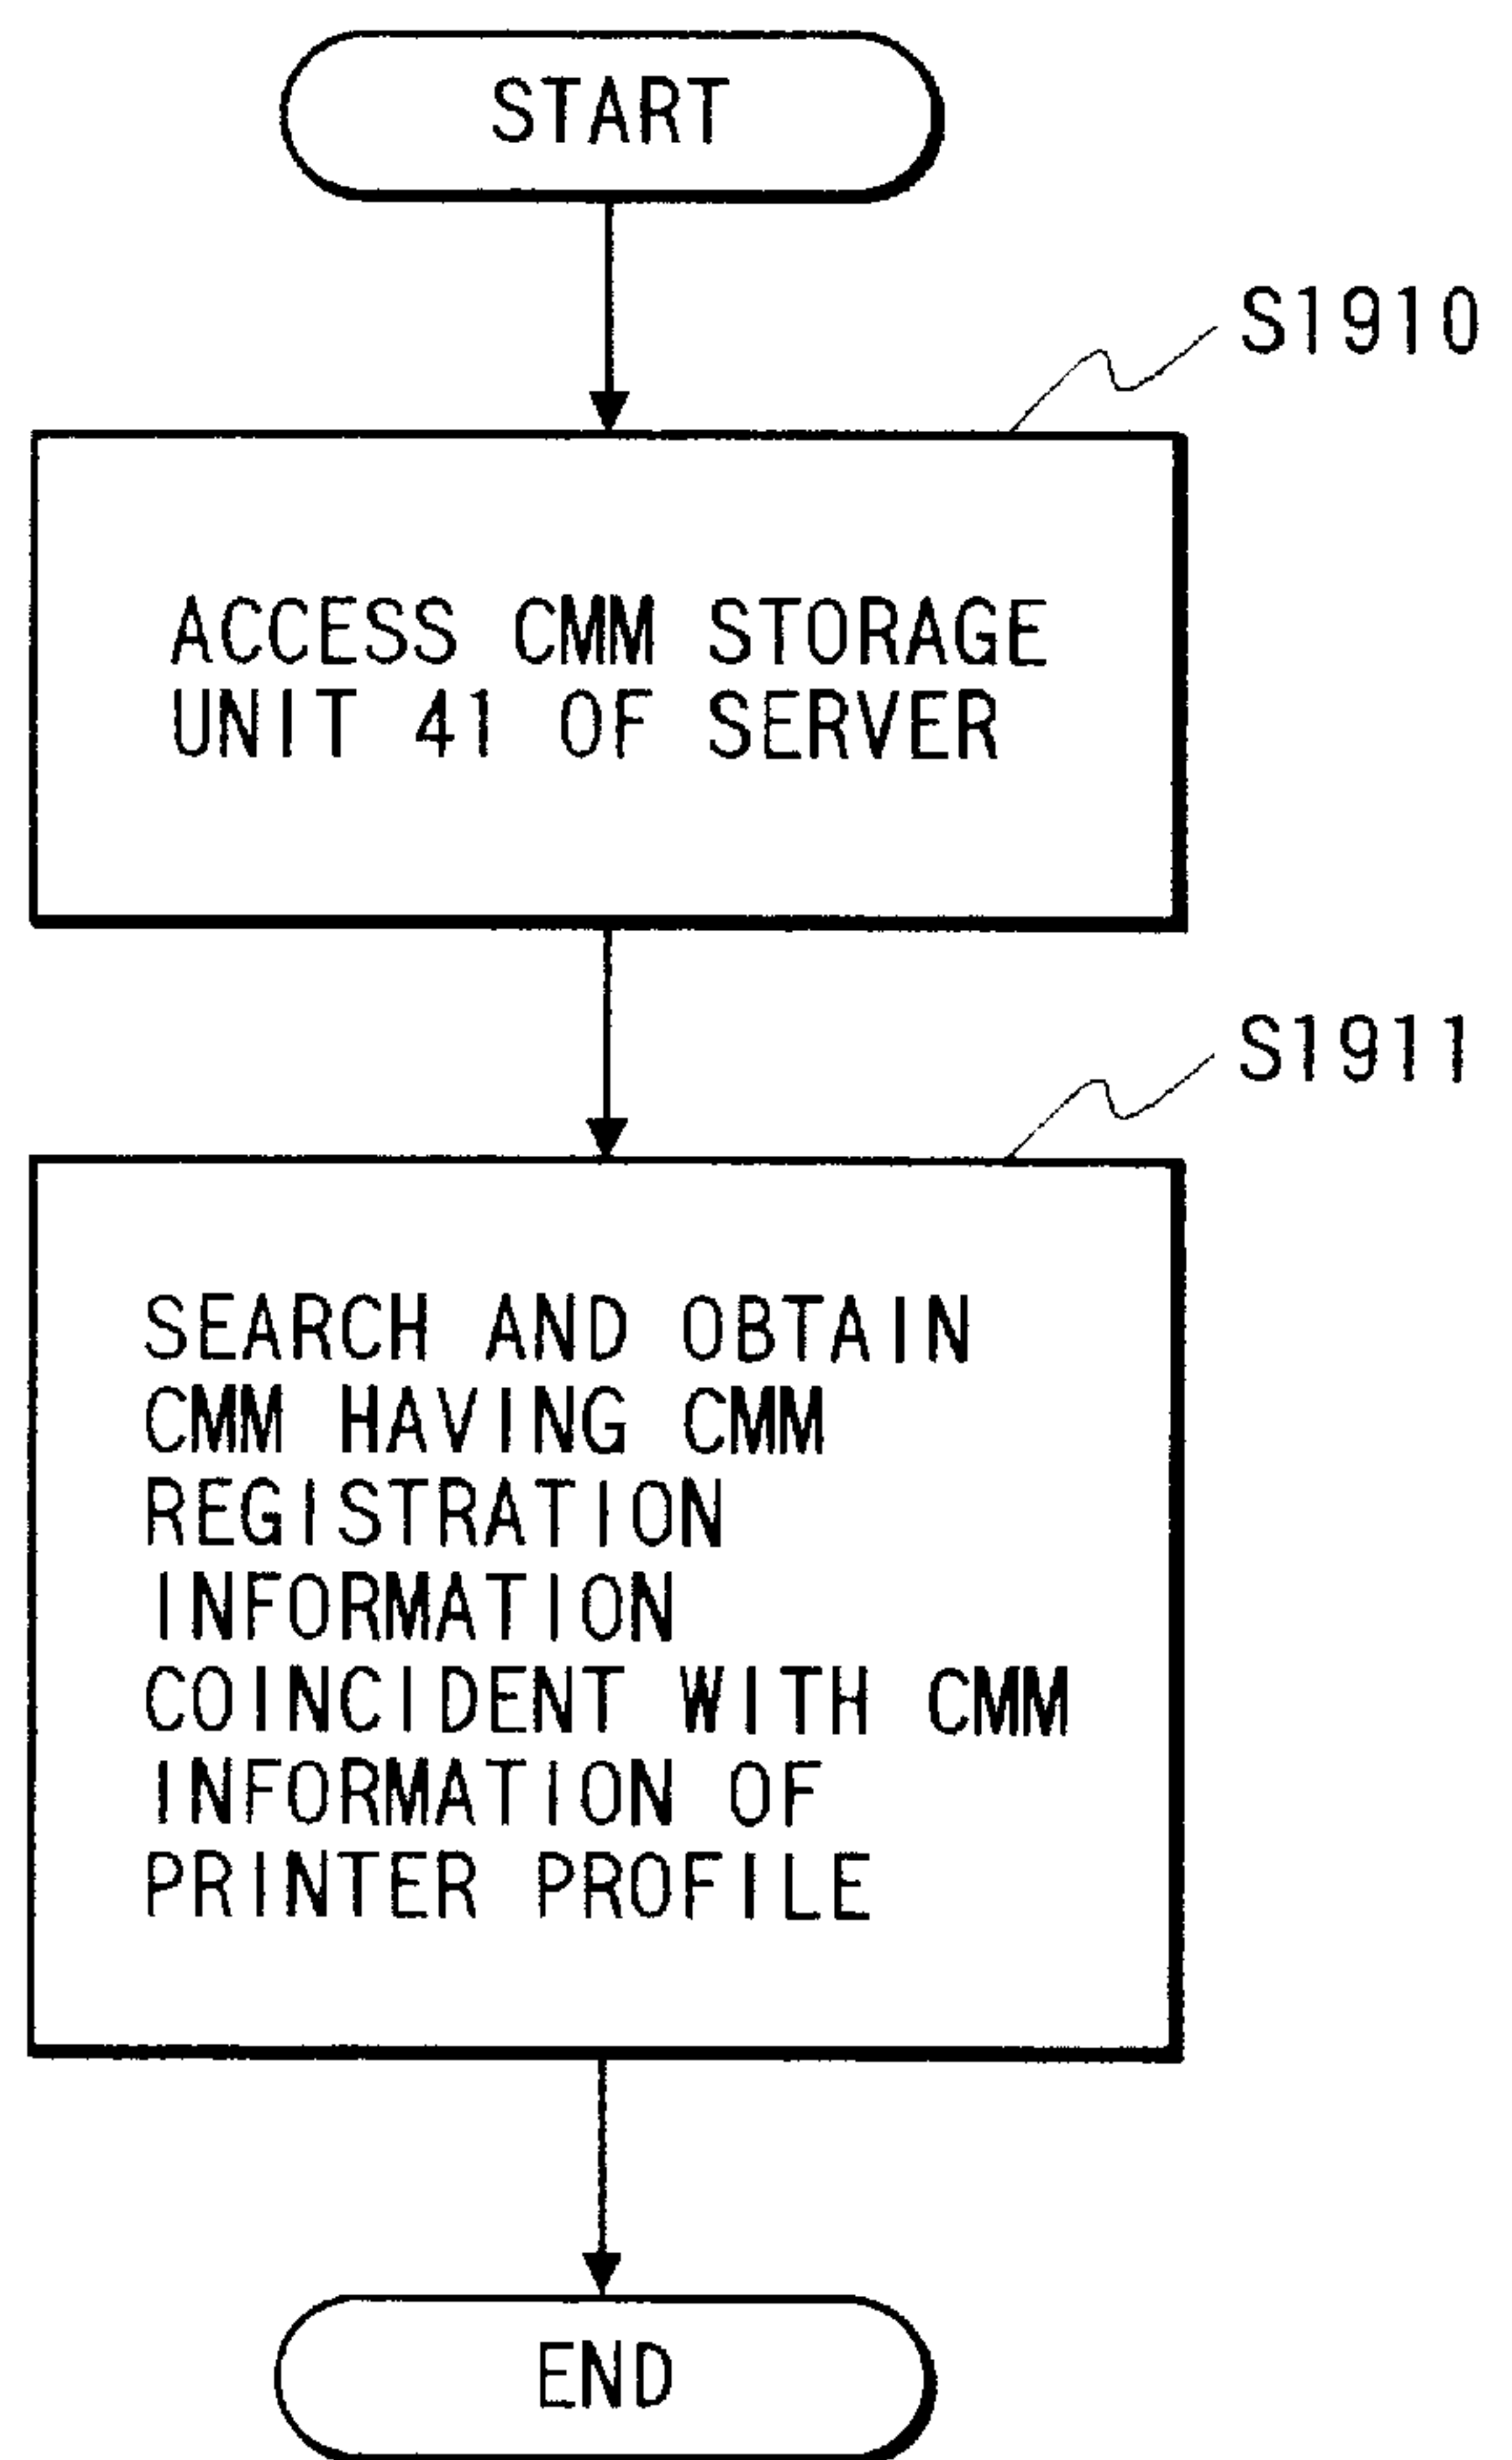 START
S1910
ACCESS CMM STORAGE
UNIT 41 OF SERVER
S1911
SEARCH AND OBTAIN
CMM HAVING CMM
REGISTRATION
INFORMATION
COINCIDENT WITH CMM
INFORMATION OF
PRINTER PROFILE
END